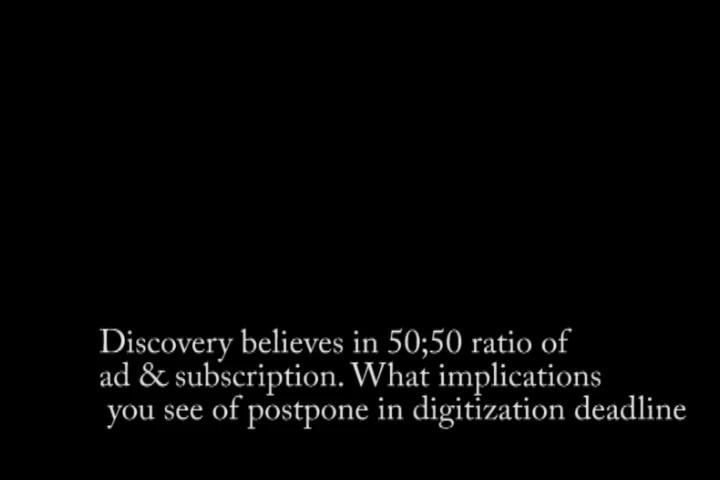 Discovery believes in 50;50 ratio of
ad & subscription. What implications
you see of postpone in digitization deadline